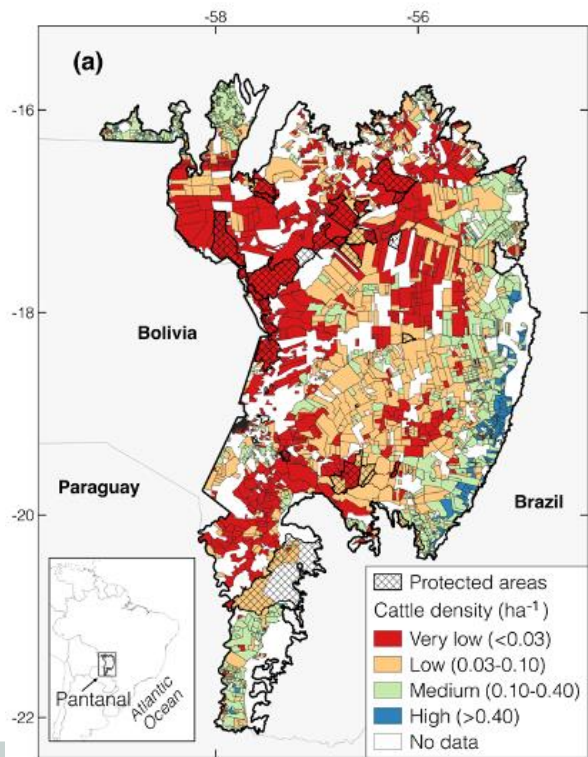 -58 -56
(a)
-16
-18
Bolivia
Paraguay
Brazil
-20
-22
Pantanal
Atlantic
Ocean
Protected areas
Cattle density (ha⁻¹)
Very low (<0.03)
Low (0.03-0.10)
Medium (0.10-0.40)
High (>0.40)
No data